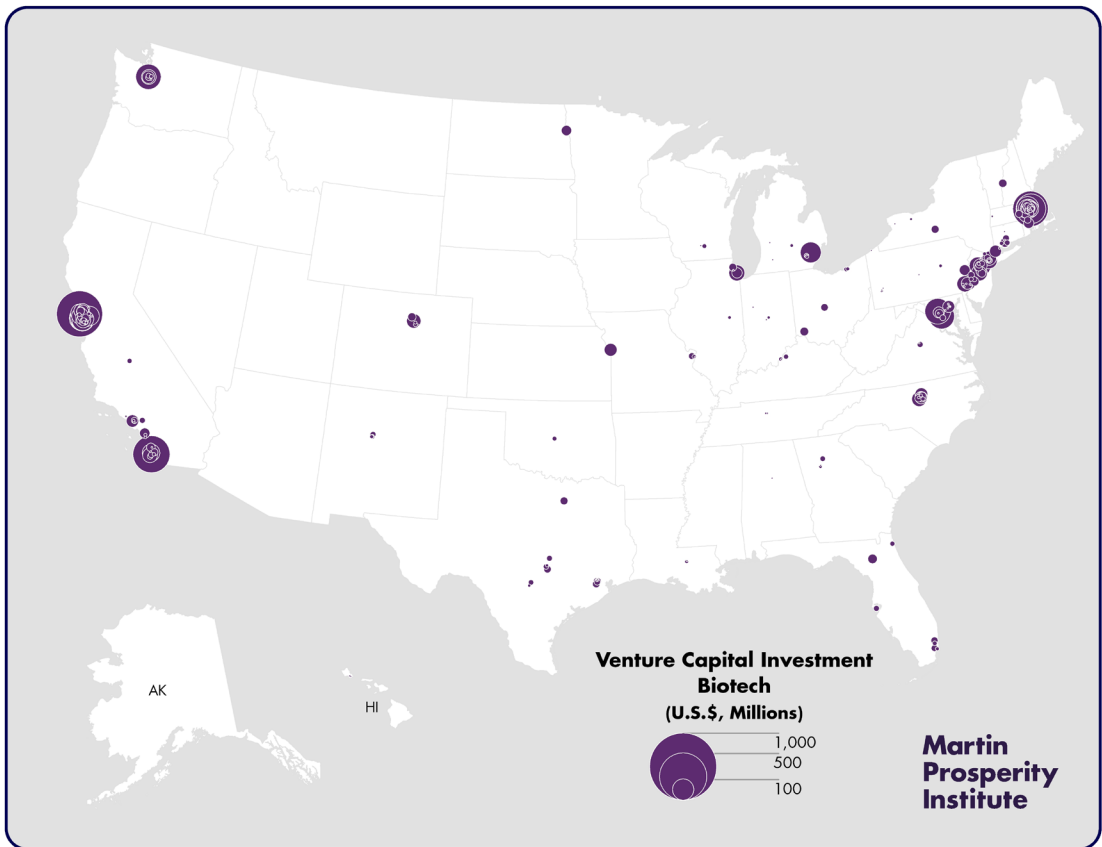 AK
HI
Venture Capital Investment
Biotech
(U.S.$, Millions)
1,000
500
100
Martin
Prosperity
Institute